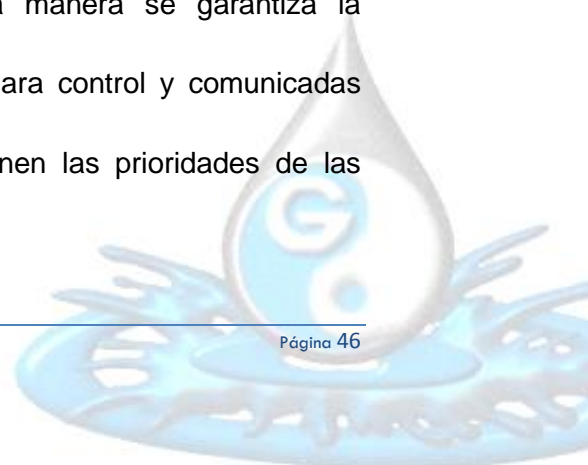 manera se garantiza la
ara control y comunicadas
nen las prioridades de las
G
Página 46